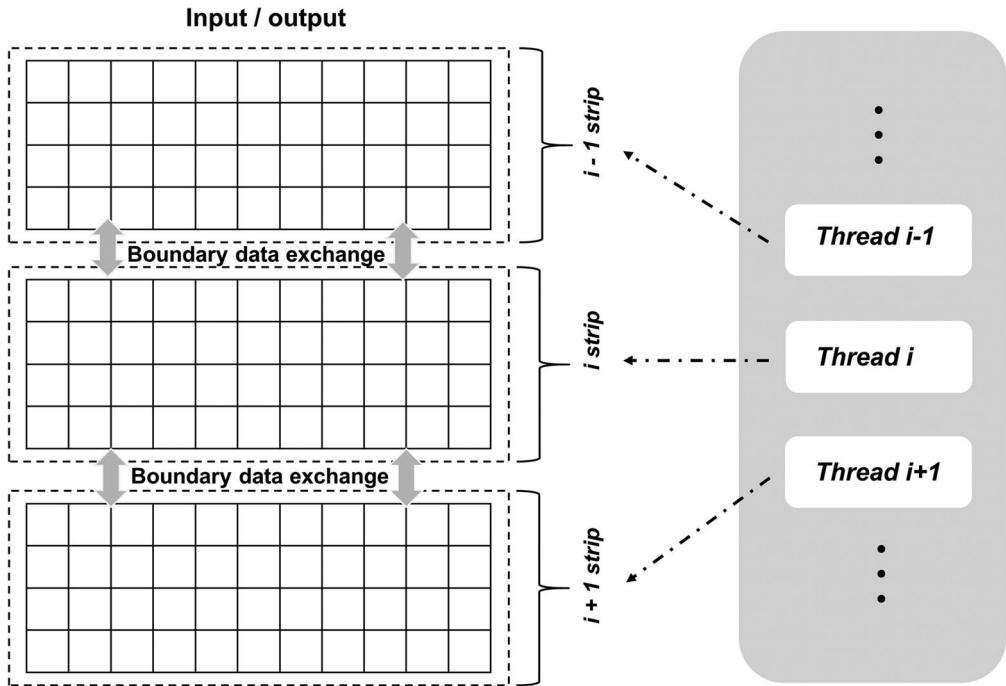 Input / output
i - 1 strip
Thread i-1
Boundary data exchange
i strip
Thread i
Boundary data exchange
Thread i+1
i + 1 strip